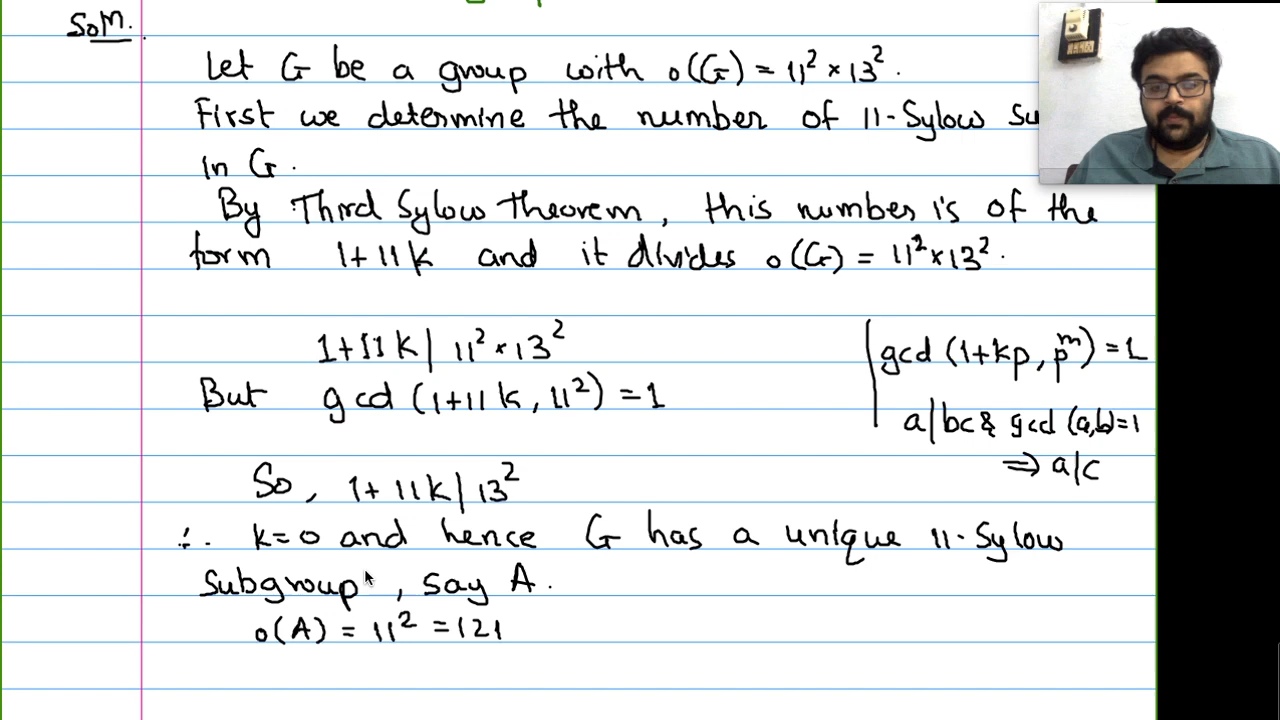 Soln.
Let G be a group with o(G) = 11² × 13².
First we determine the number of 11-Sylow
in G.
By Third Sylow Theorem, this number is of the
form 1+11k and it divides o(G) = 11² × 13².
1+11k | 11² × 13²
But gcd (1+11k, 11²) = 1
So, 1+11k | 13²
∴ k=0 and hence G has a unique 11-Sylow
subgroup, say A.
o(A) = 11² = 121
gcd (1+kp, p^m) = 1
a|bc & gcd (a,b)=1
⇒ a|c